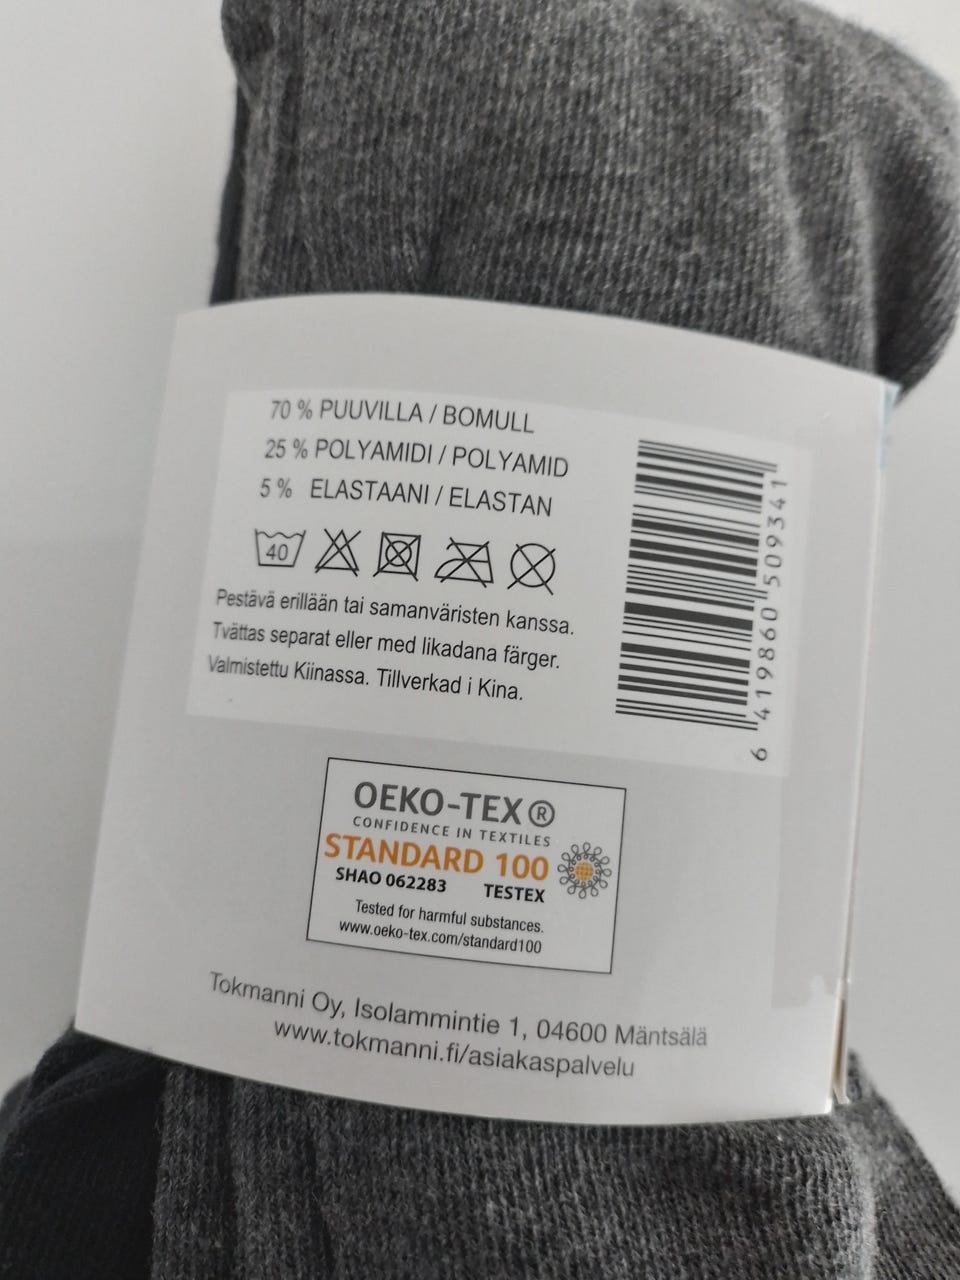 70 % PUUVILLA / BOMULL
25 % POLYAMIDI / POLYAMID
5 % ELASTAANI / ELASTAN
40
Pestävä erillään tai samanväristen kanssa.
Tvättas separat eller med likadana färger.
Valmistettu Kiinassa. Tillverkad i Kina.
6 419860 509341
OEKO-TEX®
CONFIDENCE IN TEXTILES
STANDARD 100
SHAO 062283 TESTEX
Tested for harmful substances.
www.oeko-tex.com/standard100
Tokmanni Oy, Isolammintie 1, 04600 Mäntsälä
www.tokmanni.fi/asiakaspalvelu